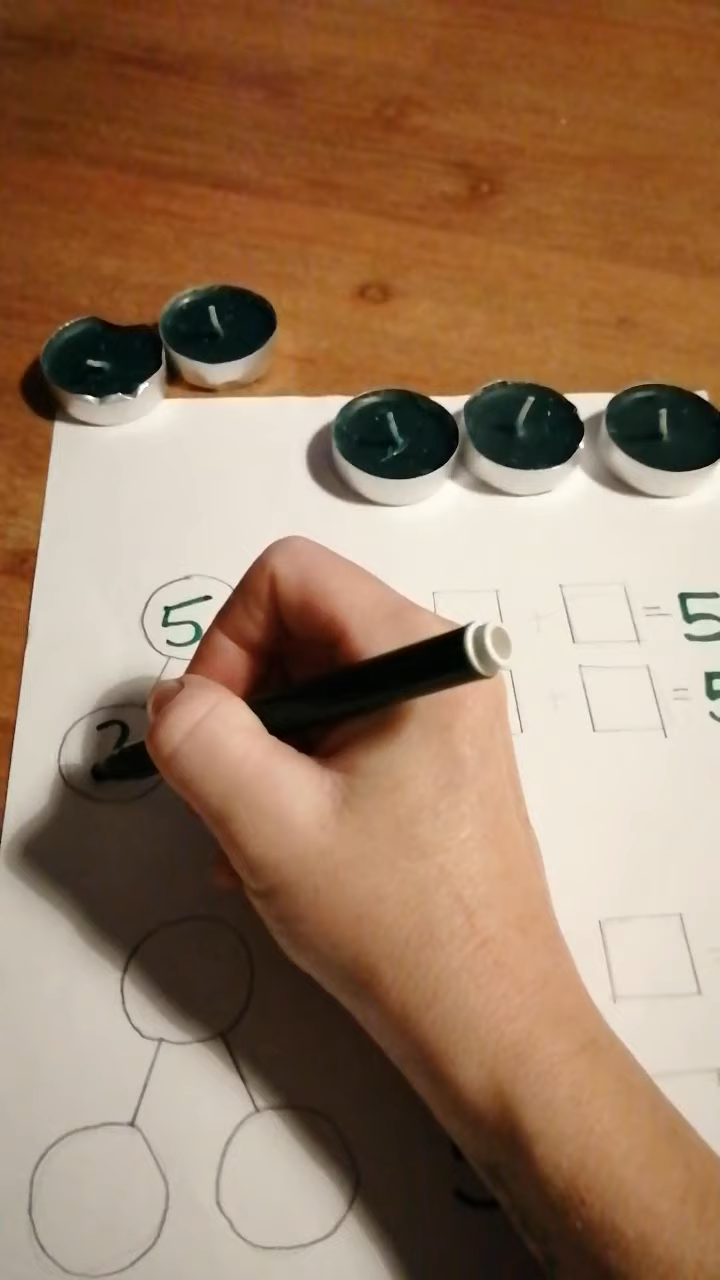 5
+ = 5
+ = 5
2
=